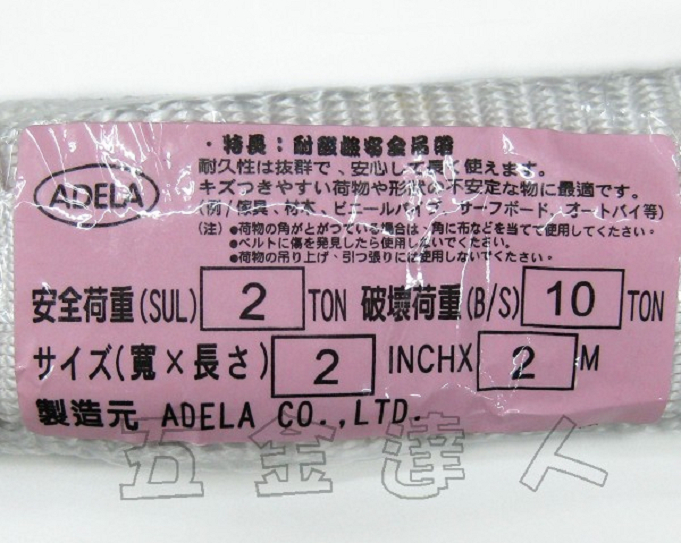 ・特長：耐酸鹼安全吊帶
ADELA
耐久性は抜群で、安心して長く使えます。
キズつきやすい荷物や形状の不安定な物に最適です。
(例/傢具、材木、ビニールパイプ、サーフボード、オートバイ等)
(注) ●荷物の角がとがつている場合は、角に布などを当てて使用してください。
●ベルトに傷を発見したら使用しないでください。
●荷物の吊り上げ、引つ張りには使用しないでください。
安全荷重(SUL) 2 TON 破壞荷重(B/S) 10 TON
サイズ(寬×長さ) 2 INCHX 2 M
製造元 ADELA CO.,LTD.
五金達人